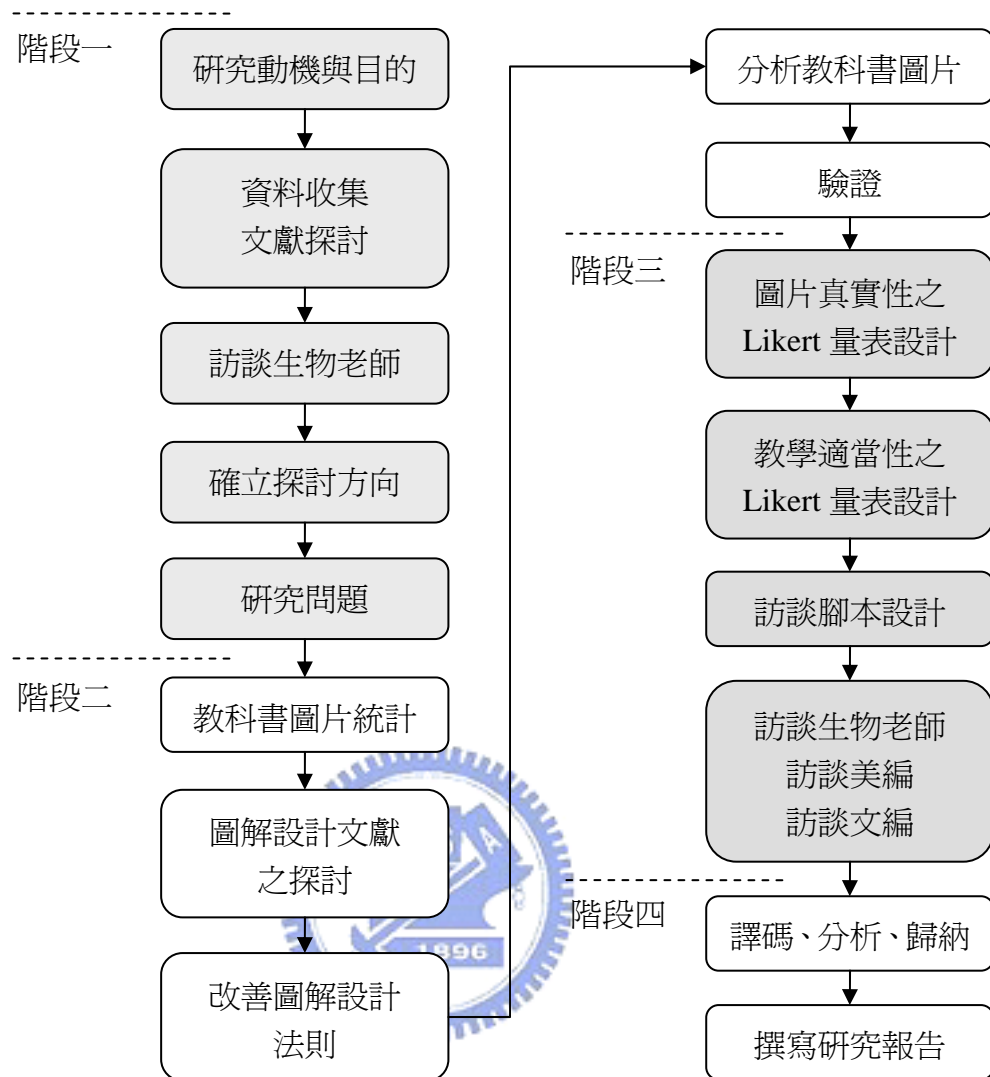 階段一
研究動機與目的
資料收集
文獻探討
訪談生物老師
確立探討方向
研究問題
階段二
教科書圖片統計
圖解設計文獻
之探討
改善圖解設計
法則
1896
分析教科書圖片
驗證
階段三
圖片真實性之
Likert 量表設計
教學適當性之
Likert 量表設計
訪談腳本設計
訪談生物老師
訪談美編
訪談文編
階段四
譯碼、分析、歸納
撰寫研究報告